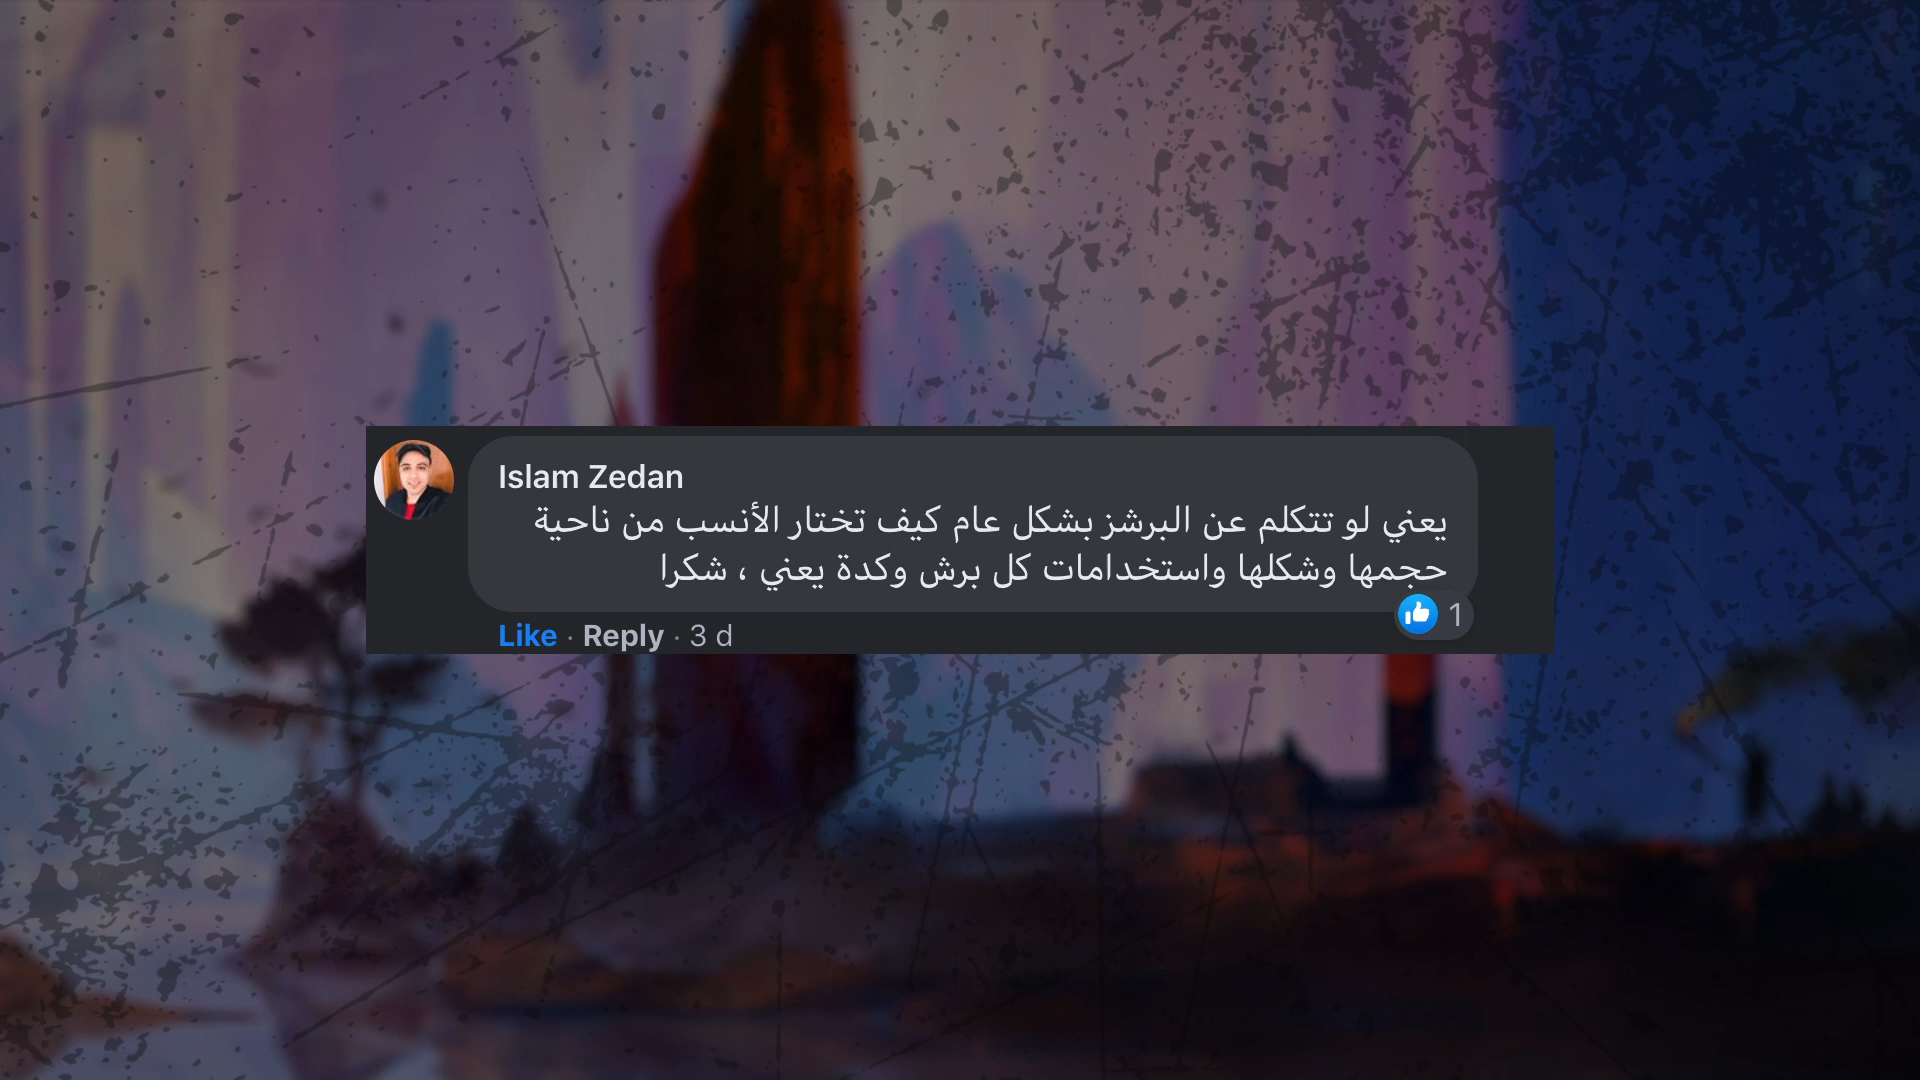 Islam Zedan
يعني لو تتكلم عن البرشز بشكل عام كيف تختار الأنسب من ناحية
حجمها وشكلها واستخدامات كل برش وكدة يعني ، شكرا
1
Like · Reply · 3 d